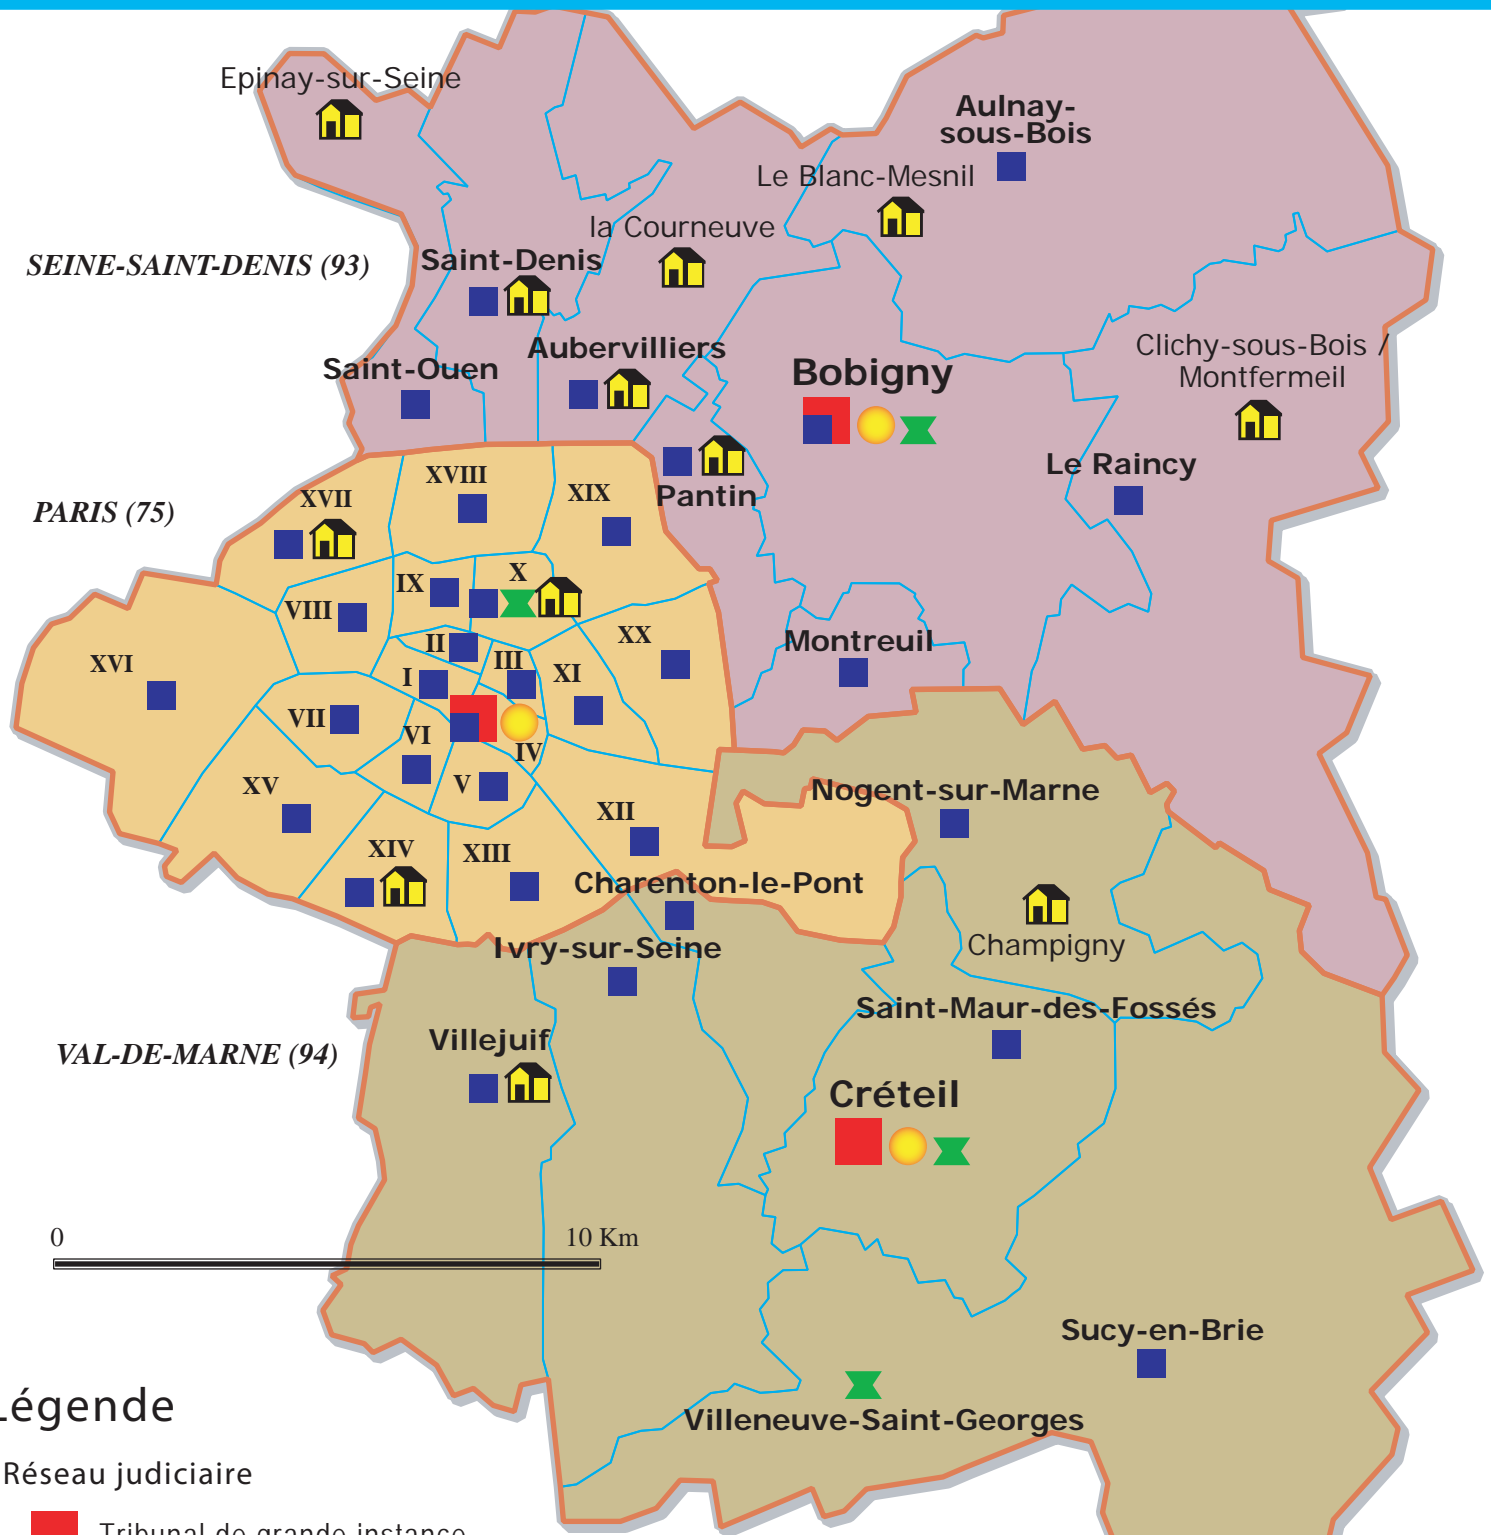 Epinay-sur-Seine
Aulnay-
sous-Bois
Le Blanc-Mesnil
la Courneuve
SEINE-SAINT-DENIS (93)
Saint-Denis
Aubervilliers
Saint-Ouen
Bobigny
Clichy-sous-Bois /
Montfermeil
Le Raincy
Pantin
PARIS (75)
XVII
XVIII
XIX
IX
X
VIII
II
III
XX
XVI
I
XI
Montreuil
VII
VI
IV
XV
V
XII
Nogent-sur-Marne
XIV
XIII
Charenton-le-Pont
Ivry-sur-Seine
Champigny
Saint-Maur-des-Fossés
VAL-DE-MARNE (94)
Villejuif
Créteil
0
10 Km
Sucy-en-Brie
Villeneuve-Saint-Georges
Légende
Réseau judiciaire
Tribunal de grande instance